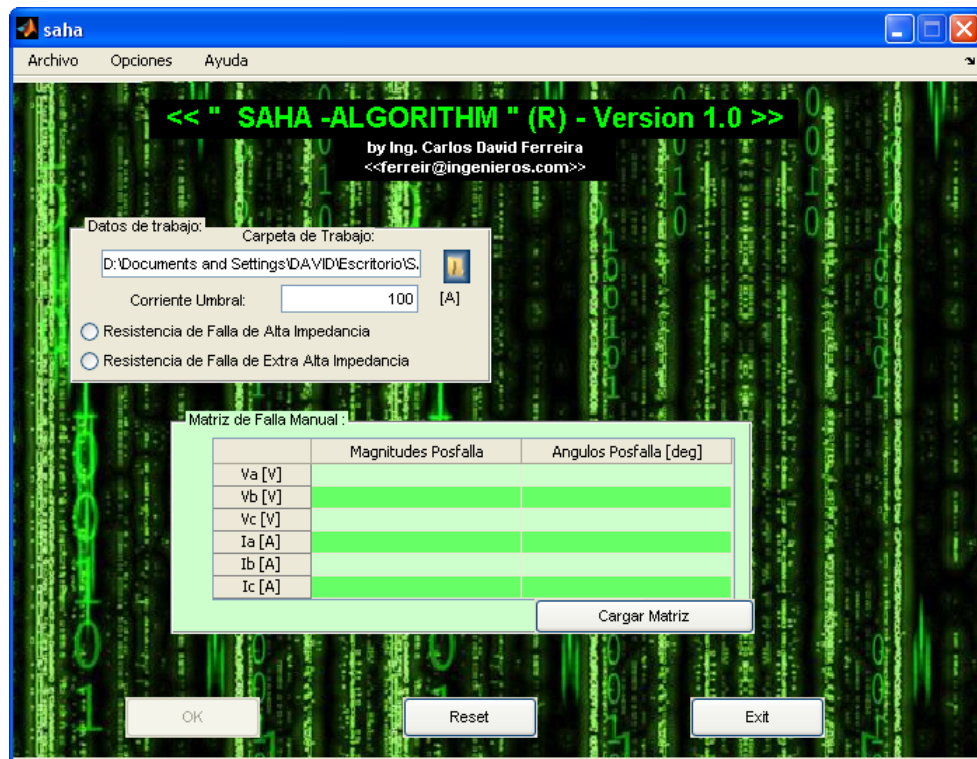 saha
Archivo Opciones Ayuda
<< " SAHA -ALGORITHM " (R) - Version 1.0 >>
by Ing. Carlos David Ferreira
<<ferreir@ingenieros.com>>
Datos de trabajo:
Carpeta de Trabajo:
D:\Documents and Settings\DAVID\Escritorio\S.
Corriente Umbral: 100 [A]
Resistencia de Falla de Alta Impedancia
Resistencia de Falla de Extra Alta Impedancia
Matriz de Falla Manual :
Magnitudes Posfalla Angulos Posfalla [deg]
Va [V]
Vb [V]
Vc [V]
Ia [A]
Ib [A]
Ic [A]
Cargar Matriz
OK Reset Exit